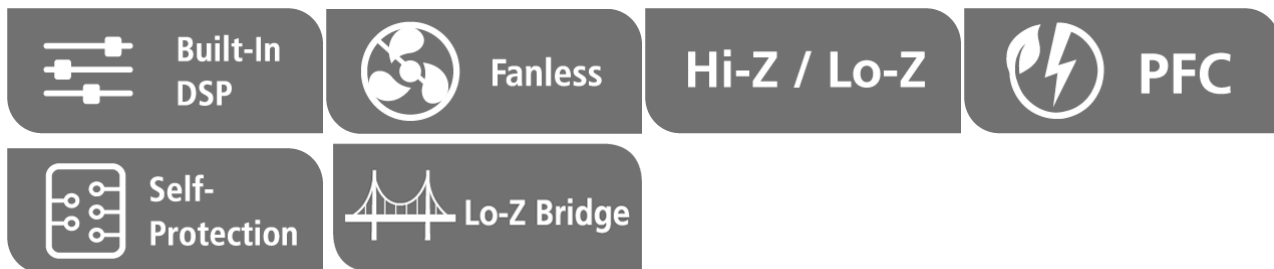 Built-In
DSP
Fanless
Hi-Z / Lo-Z
PFC
Self-
Protection
Lo-Z Bridge